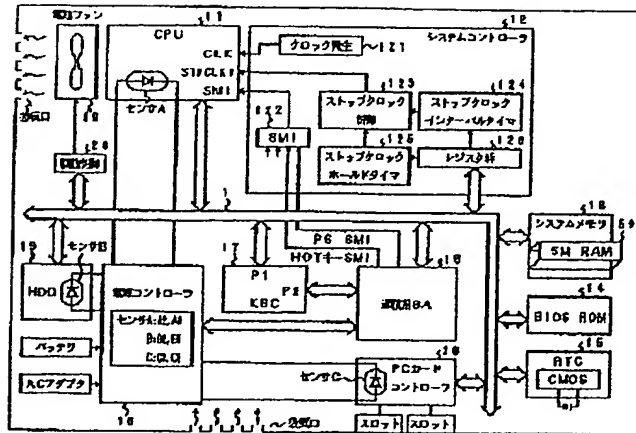 電動ファン
11
CPU
CLK
STPCLK#
SMI
センサA
12
システムコントローラ
クロック発生
121
122
SMI
123
ストップクロック
制御
124
ストップクロック
インターバルタイマ
125
ストップクロック
ホールドタイマ
126
レジスタ群
1
PS SMI
HOTキーSMI
センサB
19
HDD
17
P1
P2
KBC
18
13
システムメモリ
SM RAM
14
BIOS ROM
15
RTC
CMOS
電源コントローラ
バッテリ
ACアダプタ
16
センサC
20
PCカード
コントローラ
スロット
スロット